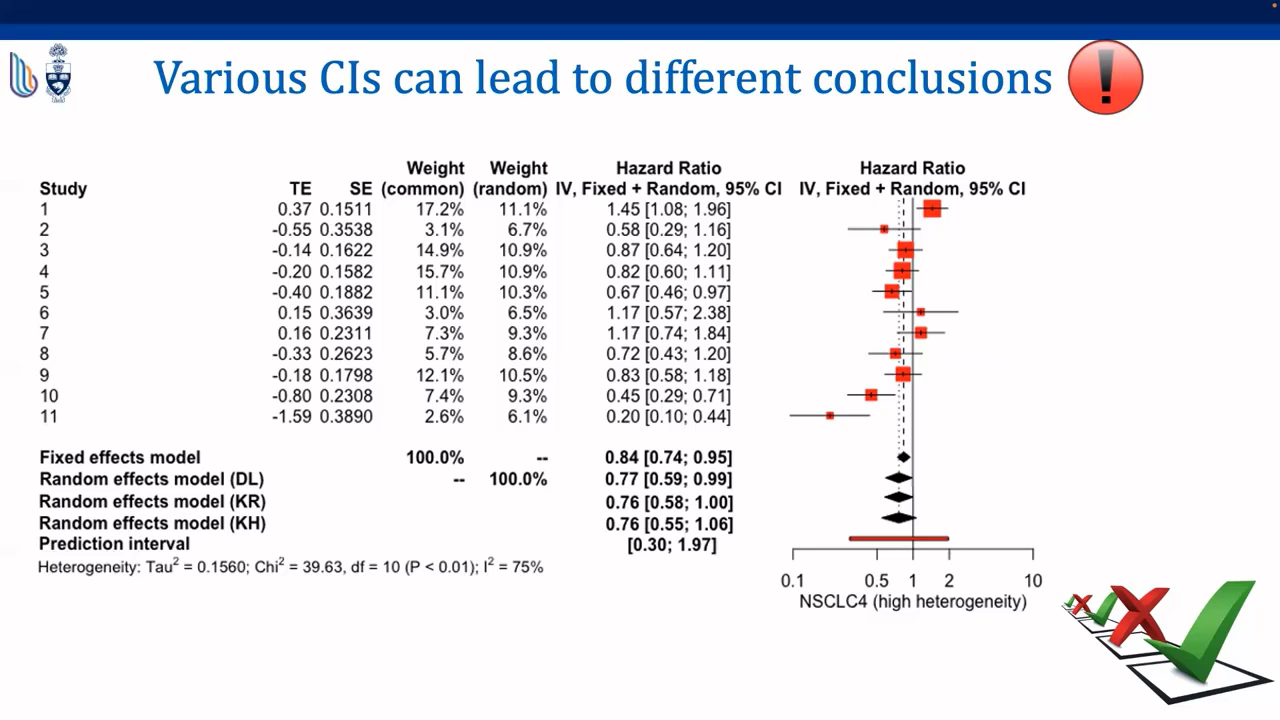 Various CIs can lead to different conclusions
Weight Weight Hazard Ratio Hazard Ratio
Study TE SE (common) (random) IV, Fixed + Random, 95% CI IV, Fixed + Random, 95% CI
1 0.37 0.1511 17.2% 11.1% 1.45 [1.08; 1.96]
2 -0.55 0.3538 3.1% 6.7% 0.58 [0.29; 1.16]
3 -0.14 0.1622 14.9% 10.9% 0.87 [0.64; 1.20]
4 -0.20 0.1582 15.7% 10.9% 0.82 [0.60; 1.11]
5 -0.40 0.1882 11.1% 10.3% 0.67 [0.46; 0.97]
6 0.15 0.3639 3.0% 6.5% 1.17 [0.57; 2.38]
7 0.16 0.2311 7.3% 9.3% 1.17 [0.74; 1.84]
8 -0.33 0.2623 5.7% 8.6% 0.72 [0.43; 1.20]
9 -0.18 0.1798 12.1% 10.5% 0.83 [0.58; 1.18]
10 -0.80 0.2308 7.4% 9.3% 0.45 [0.29; 0.71]
11 -1.59 0.3890 2.6% 6.1% 0.20 [0.10; 0.44]
Fixed effects model 100.0% -- 0.84 [0.74; 0.95]
Random effects model (DL) -- 100.0% 0.77 [0.59; 0.99]
Random effects model (KR) 0.76 [0.58; 1.00]
Random effects model (KH) 0.76 [0.55; 1.06]
Prediction interval [0.30; 1.97]
Heterogeneity: Tau² = 0.1560; Chi² = 39.63, df = 10 (P < 0.01); I² = 75%
0.1 0.5 1 2 10
NSCLC4 (high heterogeneity)